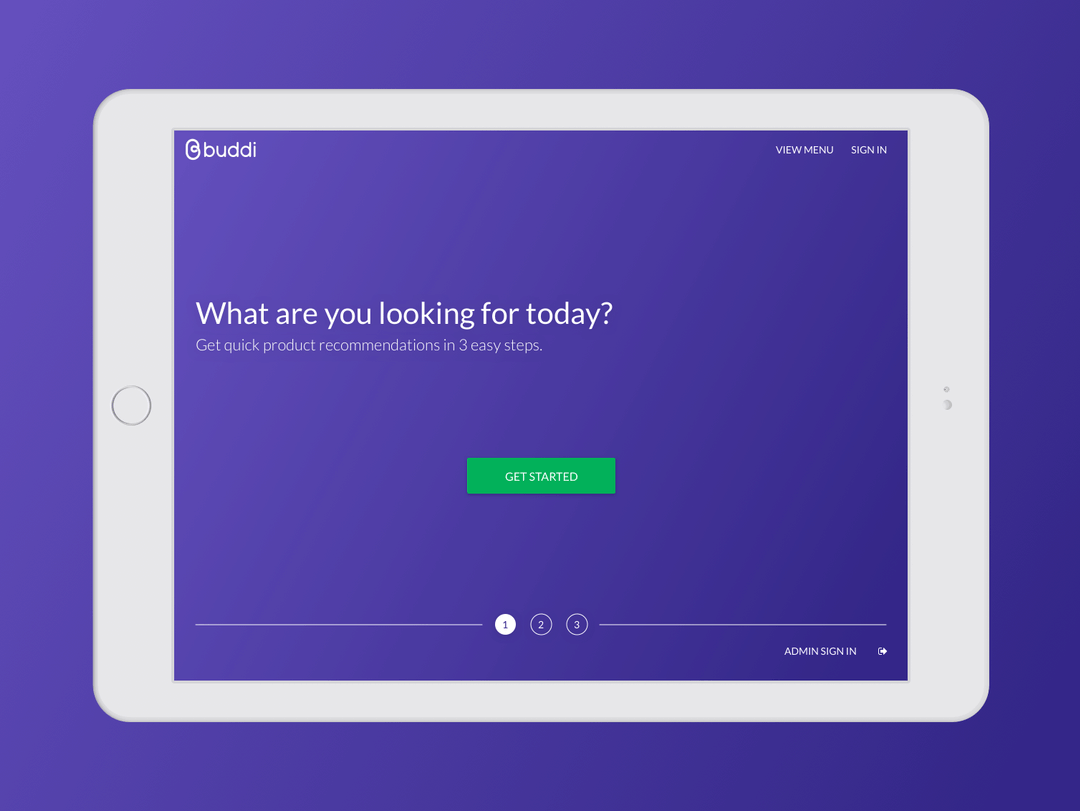 buddi
VIEW MENU SIGN IN
What are you looking for today?
Get quick product recommendations in 3 easy steps.
GET STARTED
1 2 3
ADMIN SIGN IN